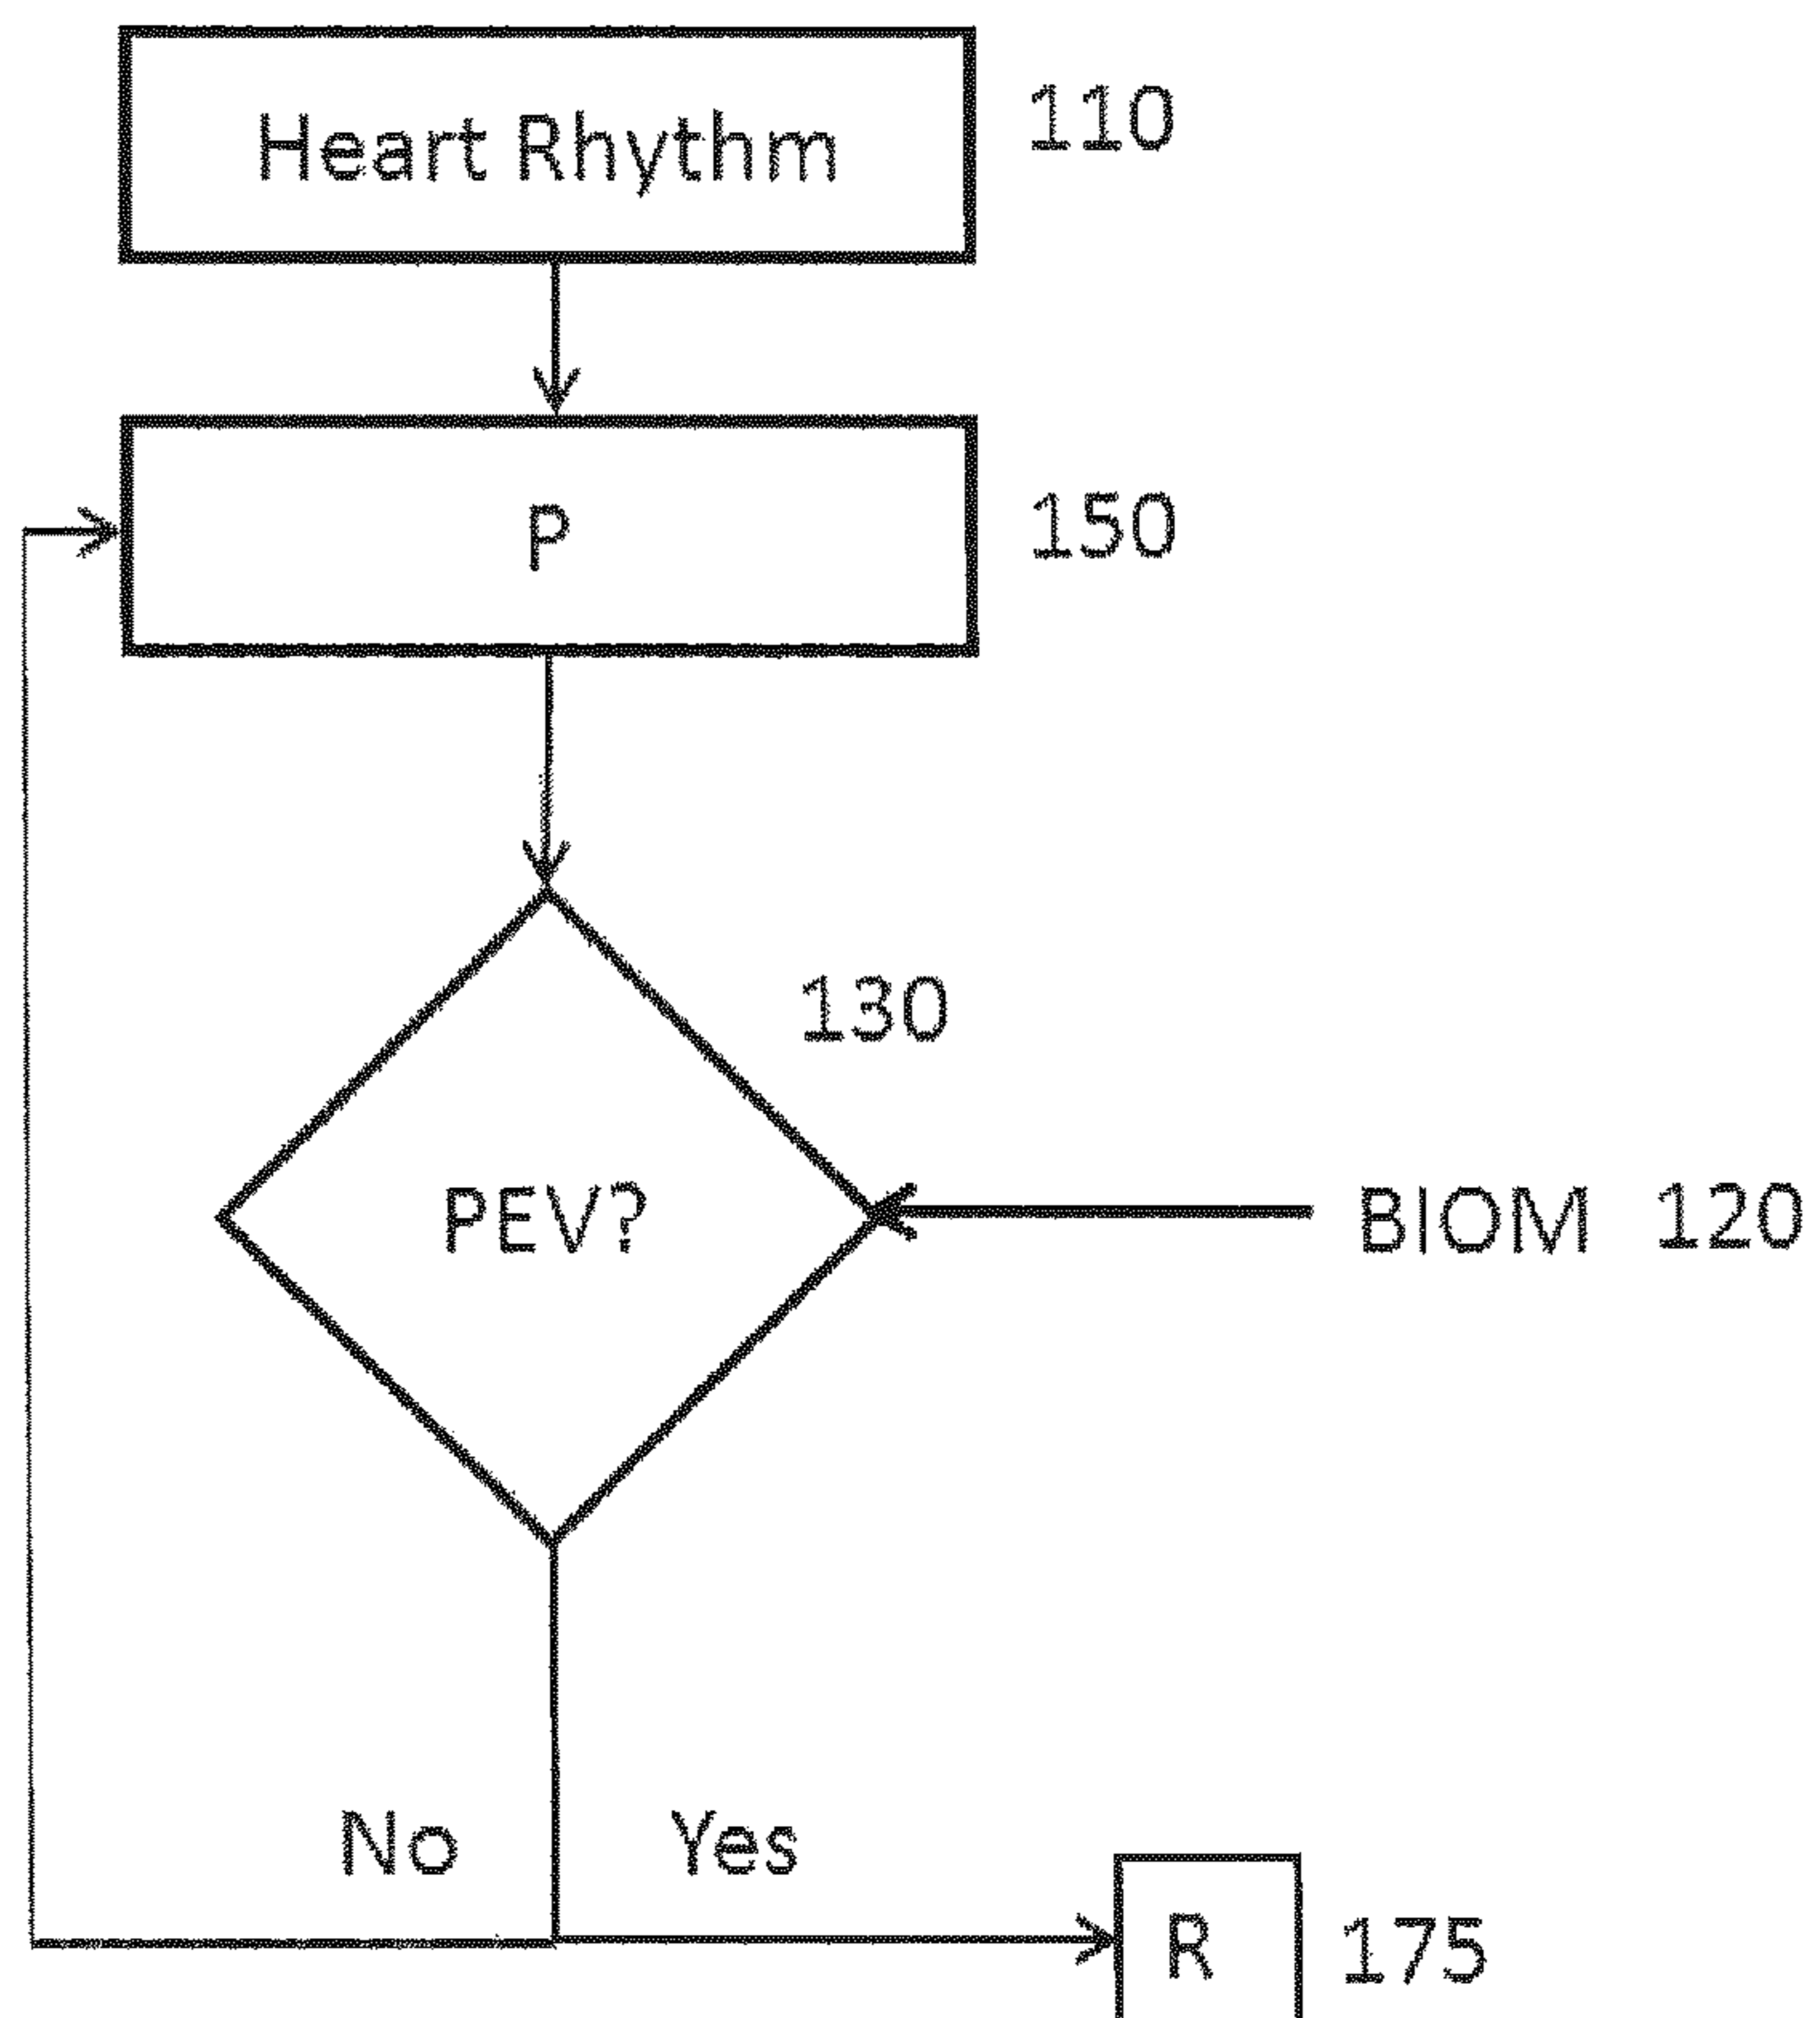 Heart Rhythm 110
P 150
130
PEV? BIOM 120
No Yes
R 175